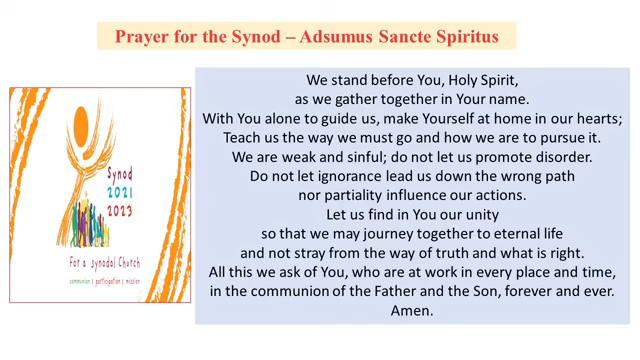 Prayer for the Synod – Adsumus Sancte Spiritus
Synod
2021
2023
For a synodal Church
communion | participation | mission
We stand before You, Holy Spirit,
as we gather together in Your name.
With You alone to guide us, make Yourself at home in our hearts;
Teach us the way we must go and how we are to pursue it.
We are weak and sinful; do not let us promote disorder.
Do not let ignorance lead us down the wrong path
nor partiality influence our actions.
Let us find in You our unity
so that we may journey together to eternal life
and not stray from the way of truth and what is right.
All this we ask of You, who are at work in every place and time,
in the communion of the Father and the Son, forever and ever.
Amen.